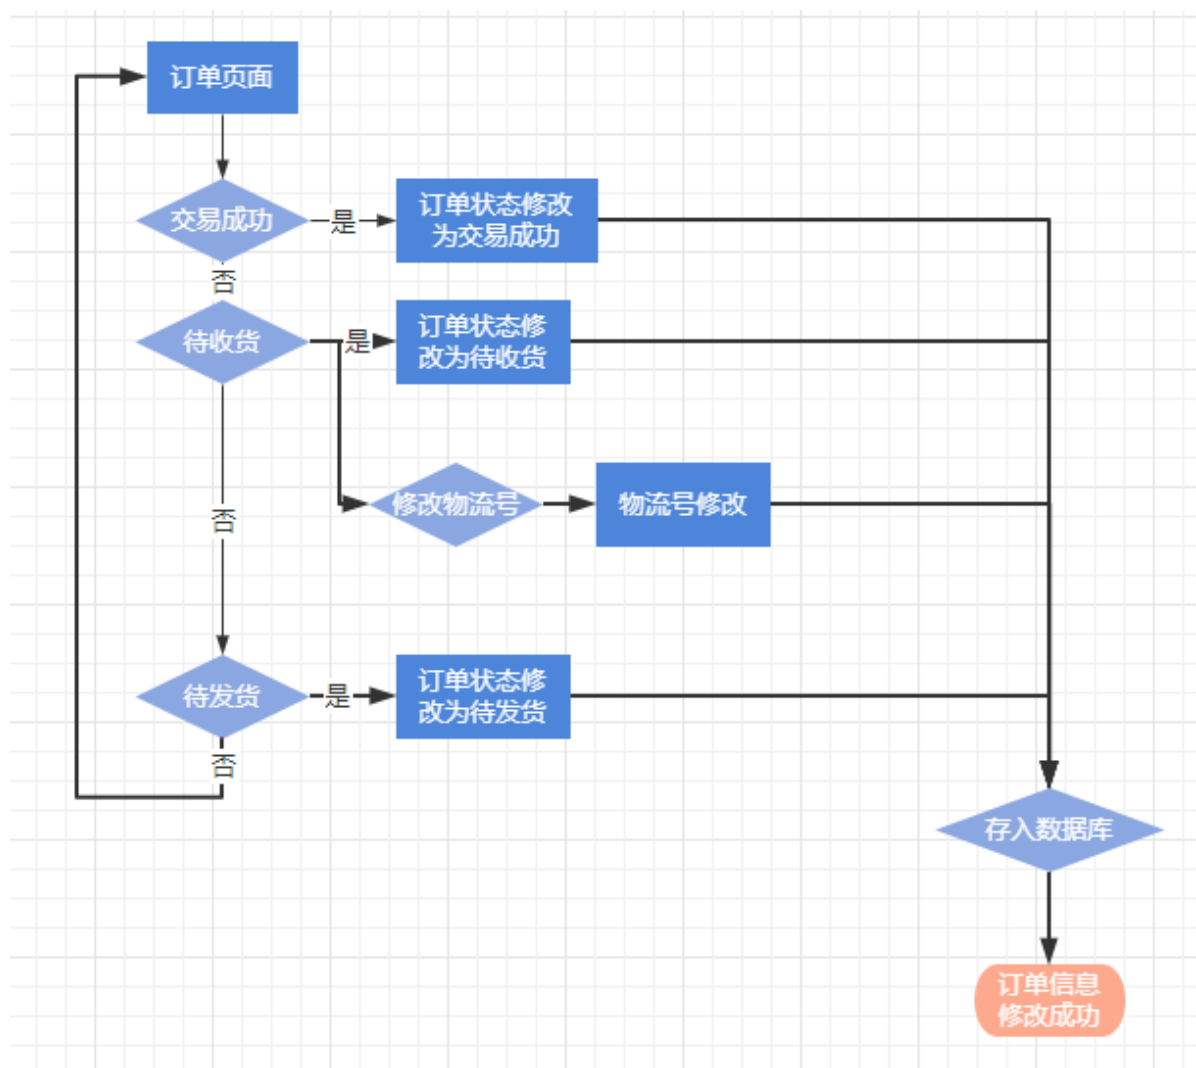 订单页面
交易成功
是
订单状态修改
为交易成功
否
待收货
是
订单状态修
改为待收货
修改物流号
物流号修改
否
待发货
是
订单状态修
改为待发货
否
存入数据库
订单信息
修改成功